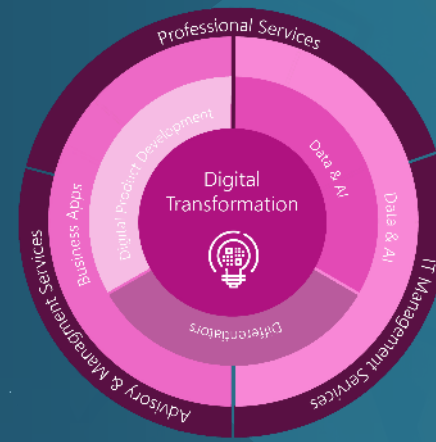 Professional Services
Digital Product Development
Data & AI
Digital
Transformation
Business Apps
Data & AI
Differentiators
Advisory & Managment Services
IT Management Services